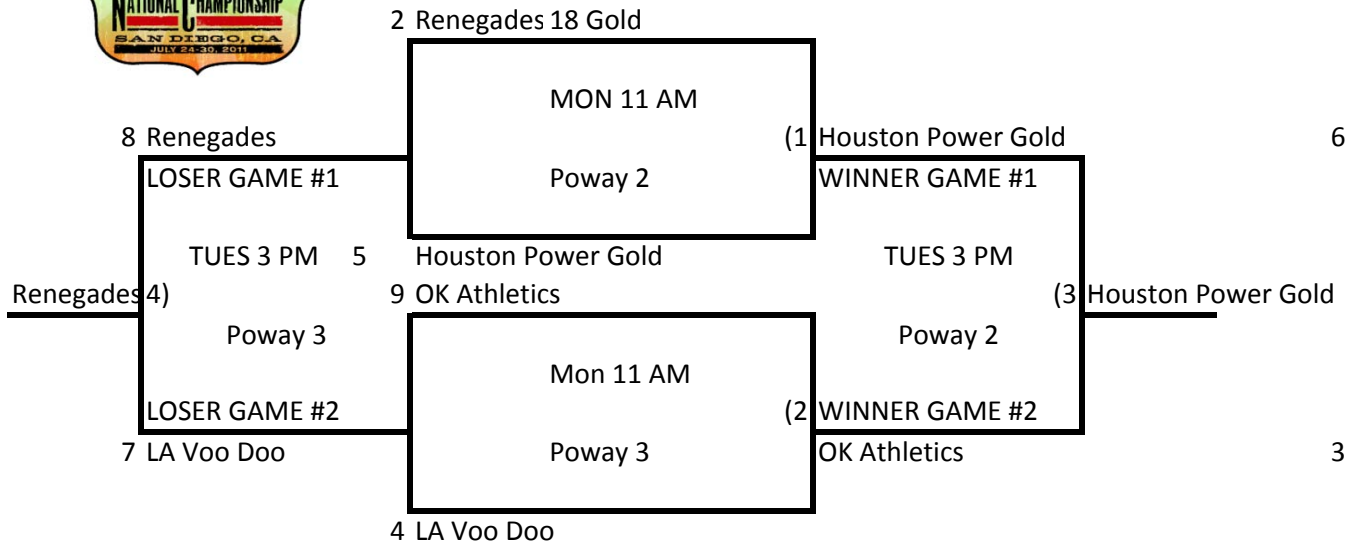 NATIONAL CHAMPIONSHIP
SAN DIEGO, CA
JULY 24-30, 2011
2 Renegades 18 Gold
MON 11 AM
8 Renegades (1 Houston Power Gold 6
LOSER GAME #1 Poway 2 WINNER GAME #1
TUES 3 PM 5 Houston Power Gold TUES 3 PM
Renegades 4) 9 OK Athletics (3 Houston Power Gold
Poway 3 Poway 2
Mon 11 AM
LOSER GAME #2 (2 WINNER GAME #2
7 LA Voo Doo Poway 3 OK Athletics 3
4 LA Voo Doo